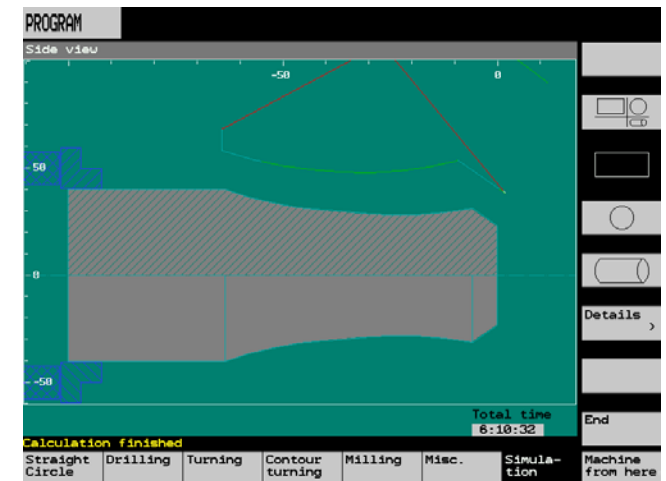 PROGRAM
Side view
-50
0
50
0
-50
Details
>
Total time
6:10:32
End
Calculation finished
Straight Circle
Drilling
Turning
Contour turning
Milling
Misc.
Simula-
tion
Machine from here